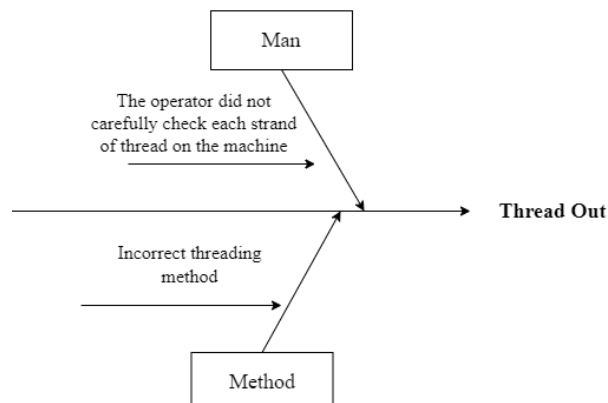 Man
The operator did not
carefully check each strand
of thread on the machine
Thread Out
Incorrect threading
method
Method